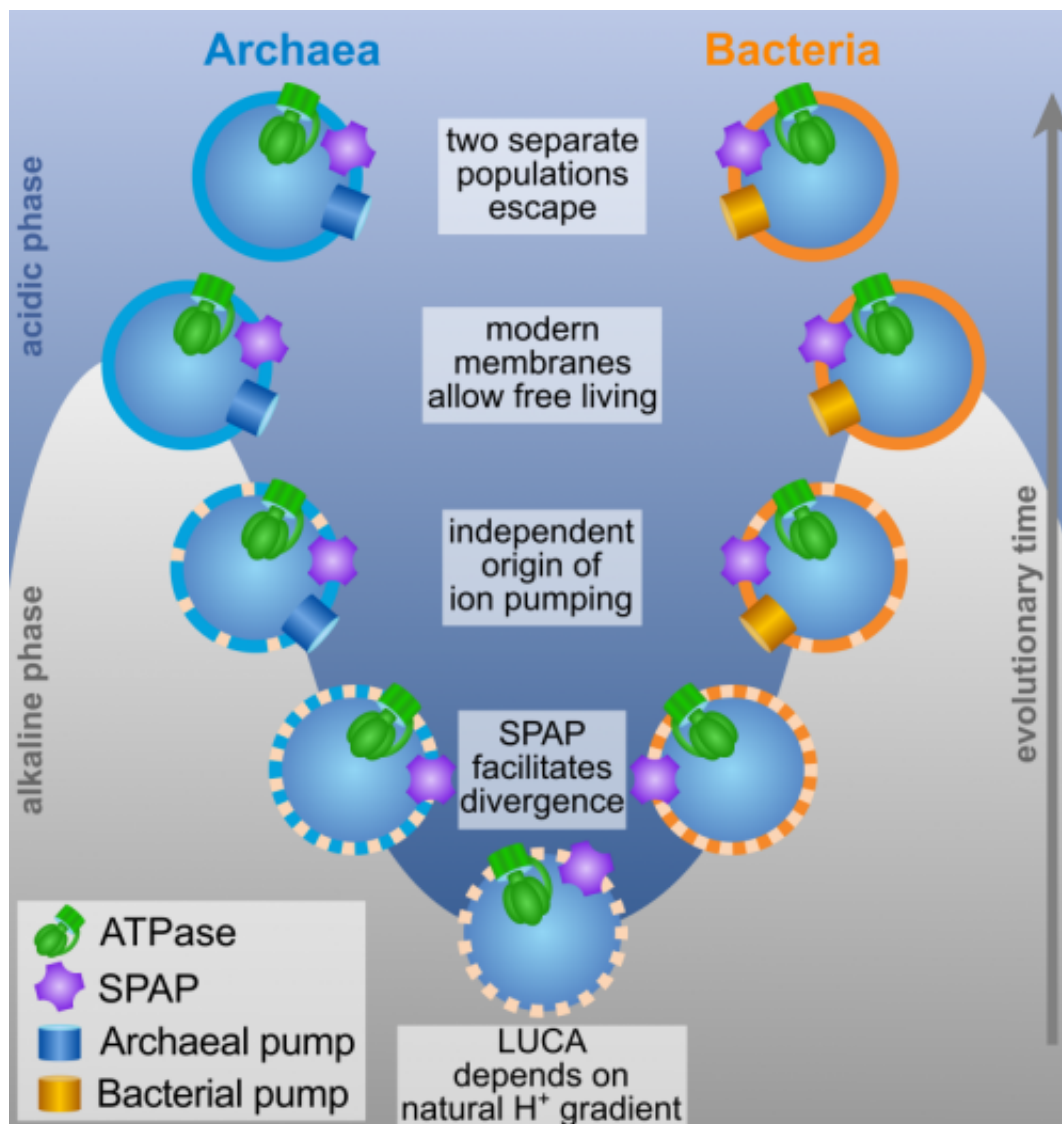 Archaea
Bacteria
two separate
populations
escape
acidic phase
modern
membranes
allow free living
independent
origin of
ion pumping
alkaline phase
evolutionary time
SPAP
facilitates
divergence
ATPase
SPAP
Archaeal pump
Bacterial pump
LUCA
depends on
natural H⁺ gradient